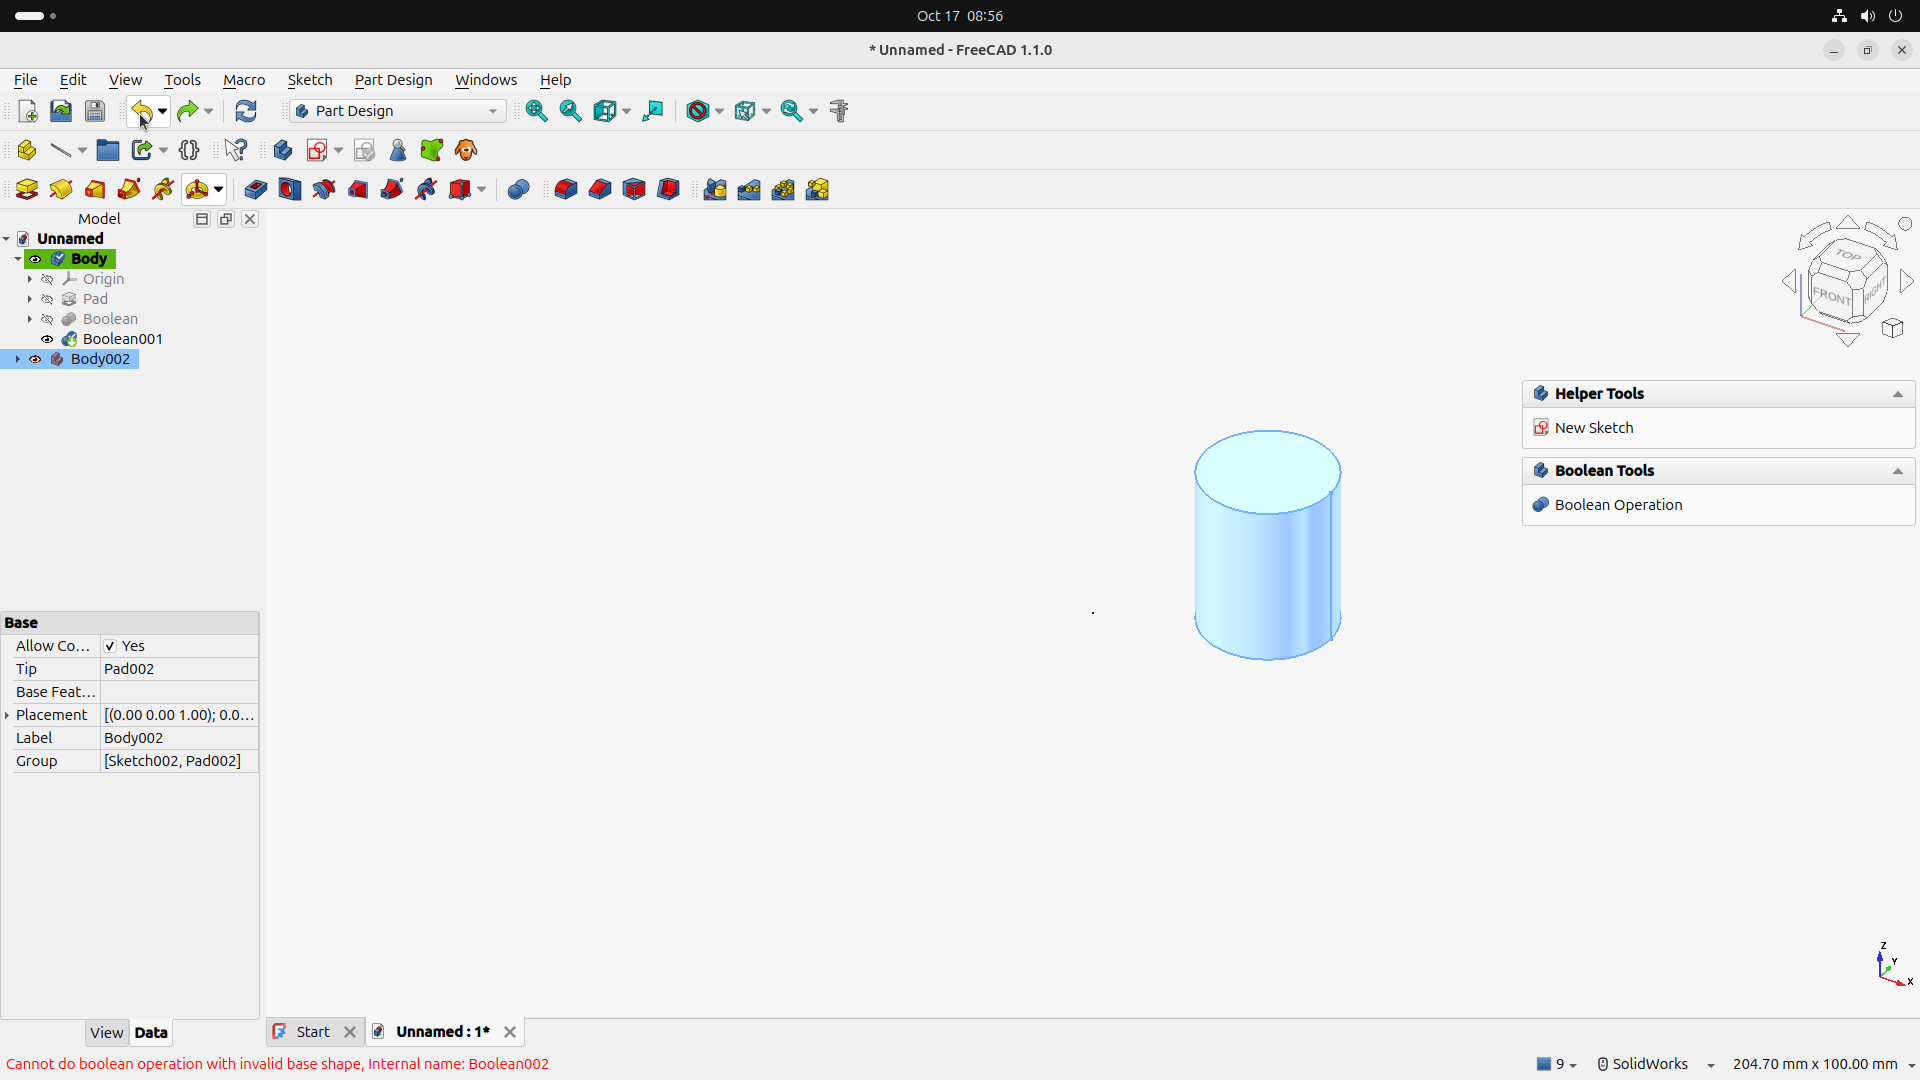 Oct 17 08:56
* Unnamed - FreeCAD 1.1.0
File Edit View Tools Macro Sketch Part Design Windows Help
Part Design
Model
Unnamed
Body
Origin
Pad
Boolean
Boolean001
Body002
TOP
FRONT
RIGHT
Helper Tools
New Sketch
Boolean Tools
Boolean Operation
Base
Allow Co... Yes
Tip Pad002
Base Feat...
Placement [(0.00 0.00 1.00); 0.0...
Label Body002
Group [Sketch002, Pad002]
Z
Y
X
View Data
Start
Unnamed : 1*
Cannot do boolean operation with invalid base shape, Internal name: Boolean002
9
SolidWorks
204.70 mm x 100.00 mm